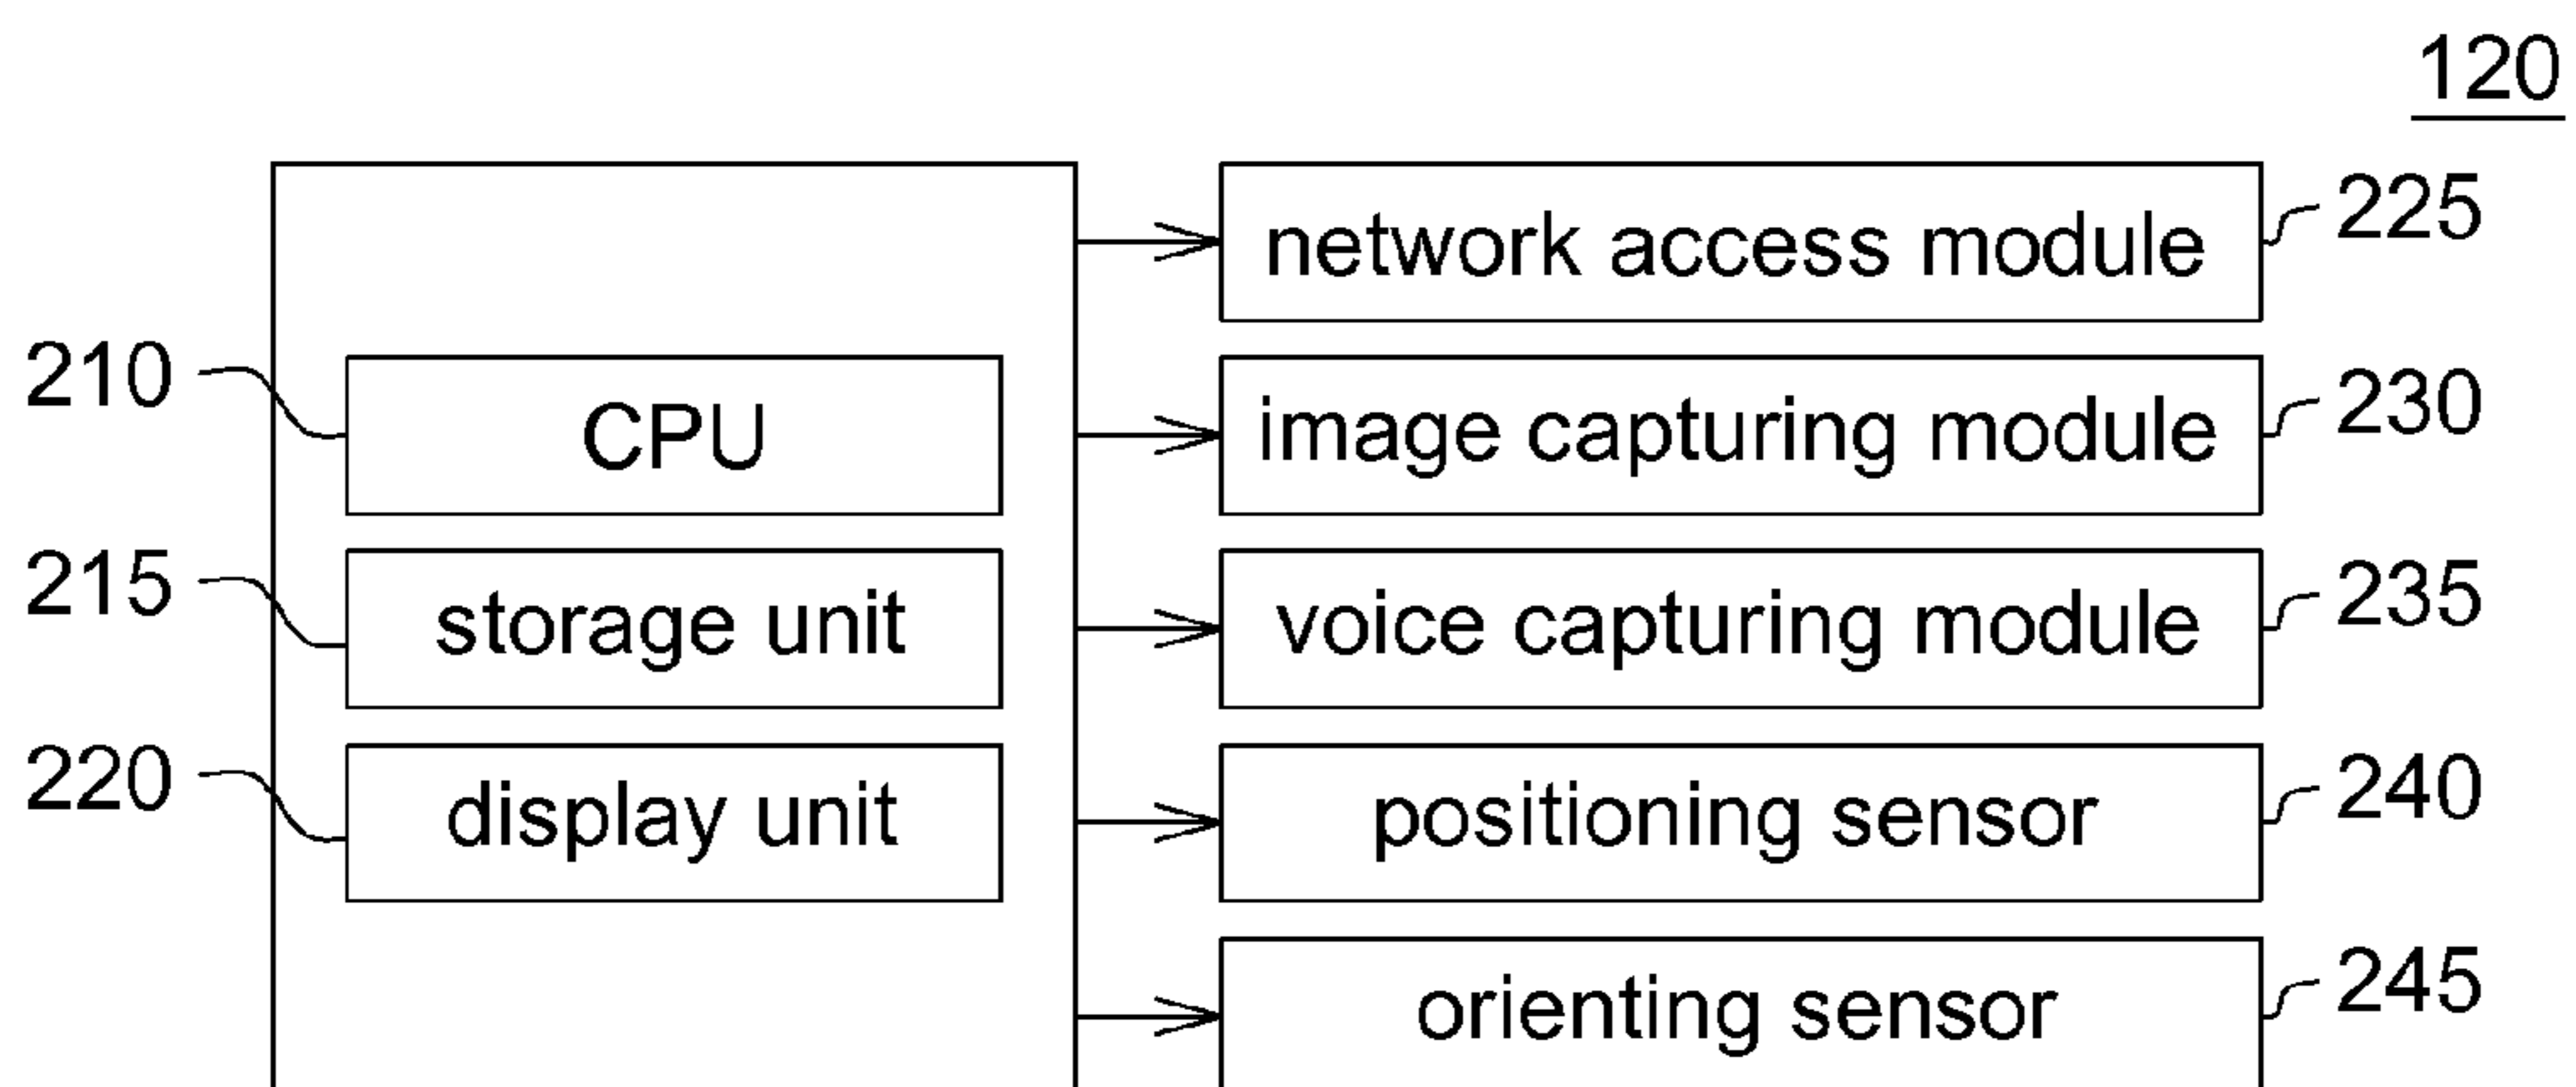 120
network access module 225
210 CPU
image capturing module 230
215 storage unit
voice capturing module 235
220 display unit
positioning sensor 240
orienting sensor 245